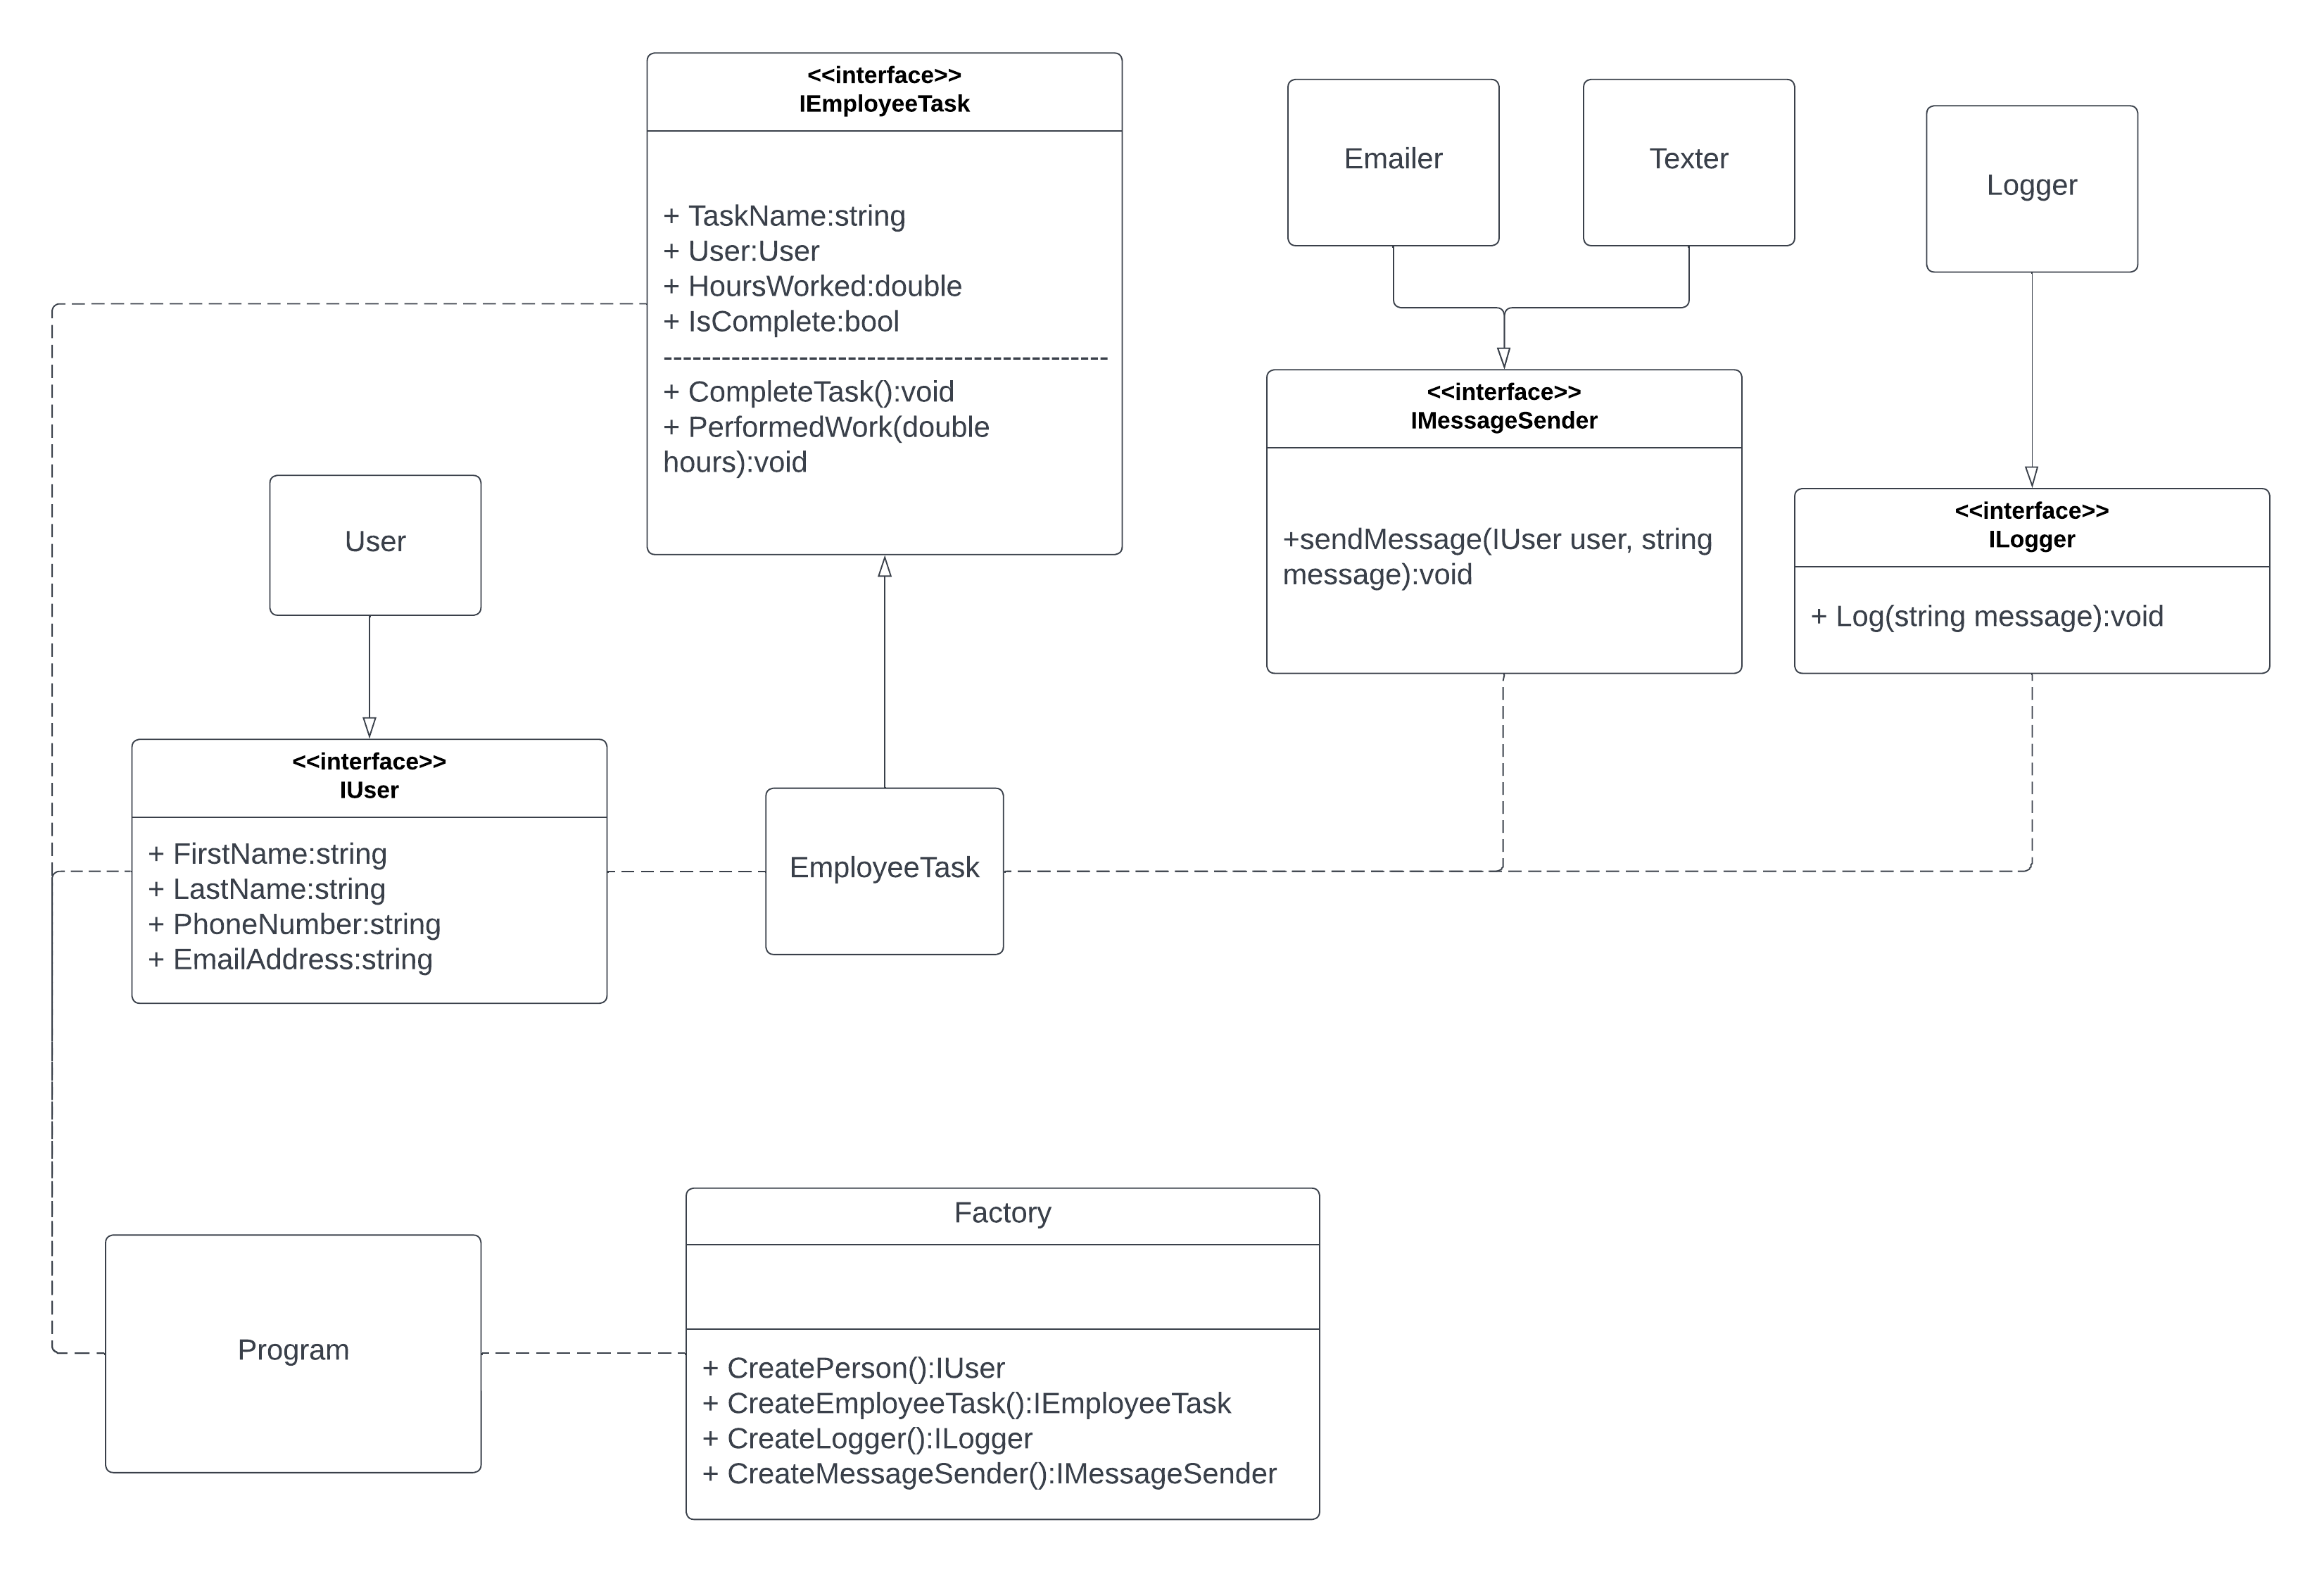 <<interface>>
IEmployeeTask
+ TaskName:string
+ User:User
+ HoursWorked:double
+ IsComplete:bool
----------------------------------------------
+ CompleteTask():void
+ PerformedWork(double
hours):void
Emailer
Texter
Logger
<<interface>>
IMessageSender
+sendMessage(IUser user, string
message):void
<<interface>>
ILogger
+ Log(string message):void
User
<<interface>>
IUser
+ FirstName:string
+ LastName:string
+ PhoneNumber:string
+ EmailAddress:string
EmployeeTask
Program
Factory
+ CreatePerson():IUser
+ CreateEmployeeTask():IEmployeeTask
+ CreateLogger():ILogger
+ CreateMessageSender():IMessageSender